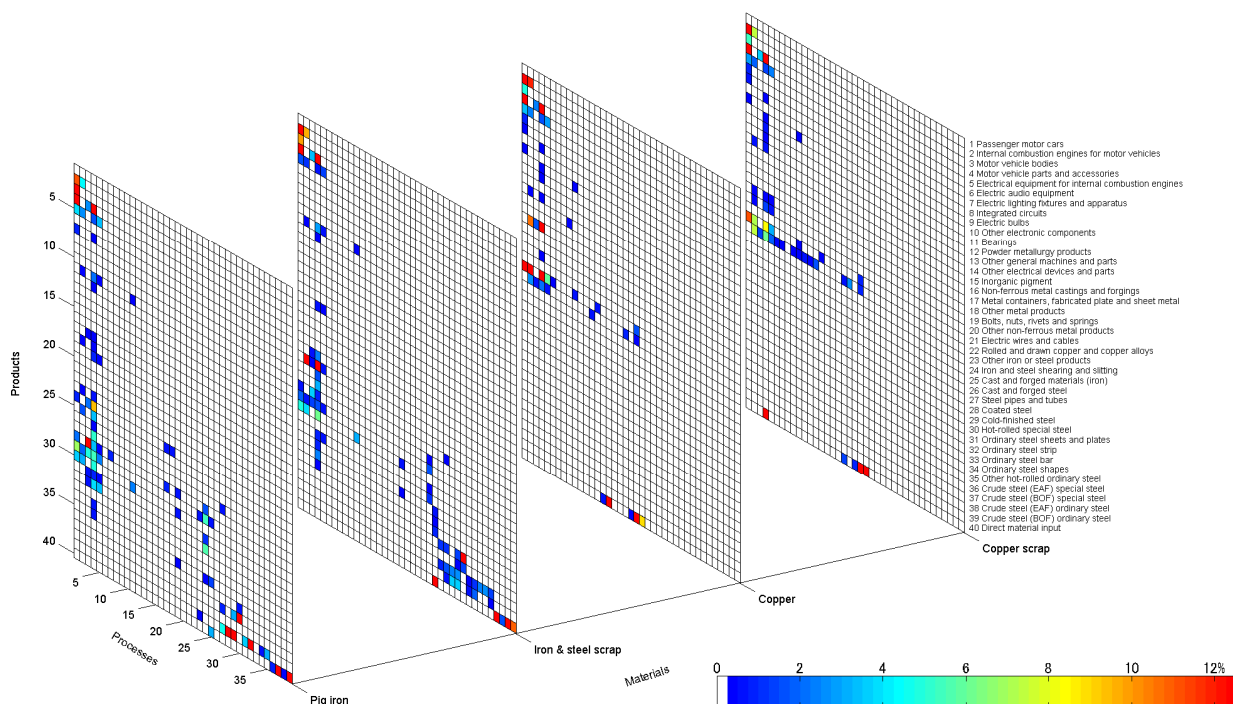 1 Passenger motor cars
2 Internal combustion engines for motor vehicles
3 Motor vehicle bodies
4 Motor vehicle parts and accessories
5 Electrical equipment for internal combustion engines
6 Electric audio equipment
7 Electric lighting fixtures and apparatus
8 Integrated circuits
9 Electric bulbs
10 Other electronic components
11 Bearings
12 Powder metallurgy products
13 Other general machines and parts
14 Other electrical devices and parts
15 Inorganic pigment
16 Non-ferrous metal castings and forgings
17 Metal containers, fabricated plate and sheet metal
18 Other metal products
19 Bolts, nuts, rivets and springs
20 Other non-ferrous metal products
21 Electric wires and cables
22 Rolled and drawn copper and copper alloys
23 Other iron or steel products
24 Iron and steel shearing and slitting
25 Cast and forged materials (iron)
26 Cast and forged steel
27 Steel pipes and tubes
28 Coated steel
29 Cold-finished steel
30 Hot-rolled special steel
31 Ordinary steel sheets and plates
32 Ordinary steel strip
33 Ordinary steel bar
34 Ordinary steel shapes
35 Other hot-rolled ordinary steel
36 Crude steel (EAF) special steel
37 Crude steel (BOF) special steel
38 Crude steel (EAF) ordinary steel
39 Crude steel (BOF) ordinary steel
40 Direct material input
Products
5
10
15
20
25
30
35
40
Processes
5
10
15
20
25
30
35
Materials
Pig iron
Iron & steel scrap
Copper
Copper scrap
0 2 4 6 8 10 12%